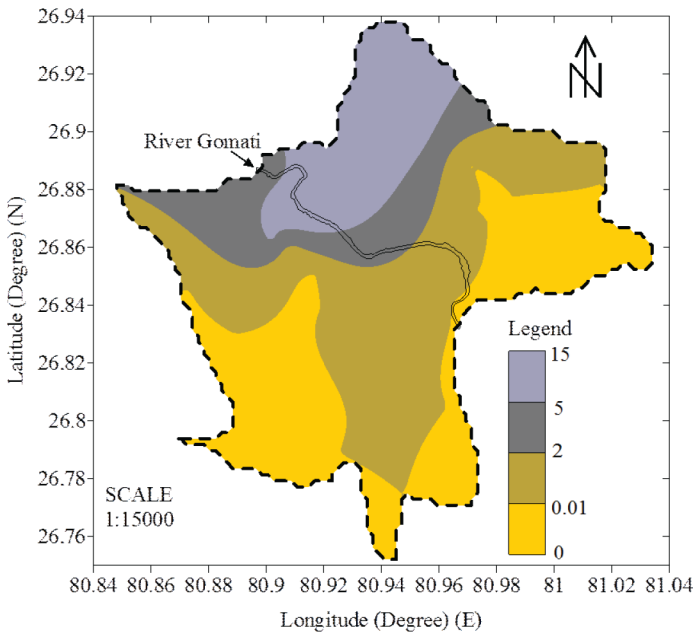 26.94
26.92
26.9
26.88
26.86
26.84
26.82
26.8
26.78
26.76
Latitude (Degree) (N)
N
River Gomati
Legend
15
5
2
0.01
0
SCALE
1:15000
80.84 80.86 80.88 80.9 80.92 80.94 80.96 80.98 81 81.02 81.04
Longitude (Degree) (E)